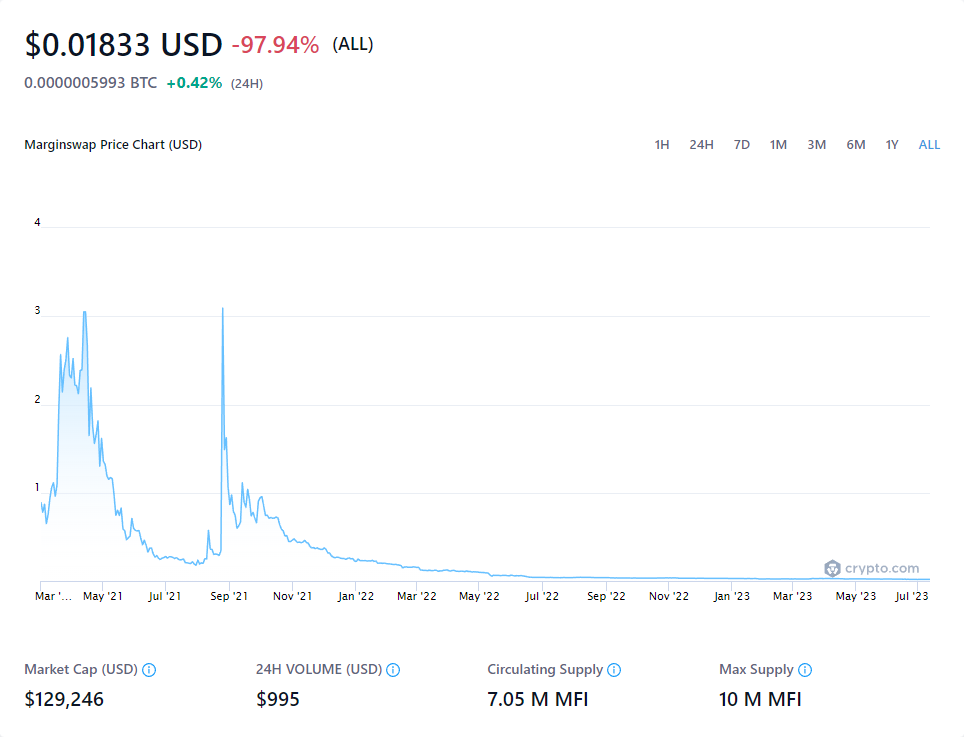 $0.01833 USD -97.94% (ALL)
0.0000005993 BTC +0.42% (24H)
Marginswap Price Chart (USD) 1H 24H 7D 1M 3M 6M 1Y ALL
4
3
2
1
crypto.com
Mar '... May '21 Jul '21 Sep '21 Nov '21 Jan '22 Mar '22 May '22 Jul '22 Sep '22 Nov '22 Jan '23 Mar '23 May '23 Jul '23
Market Cap (USD) 24H VOLUME (USD) Circulating Supply Max Supply
$129,246 $995 7.05 M MFI 10 M MFI